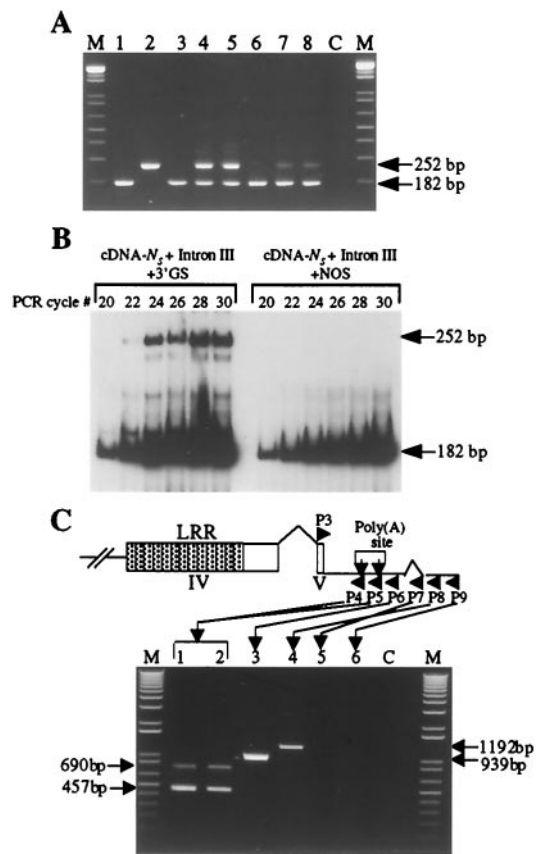 A
M 1 2 3 4 5 6 7 8 C M
252 bp
182 bp
B
cDNA-Ns + Intron III +3'GS
cDNA-Ns + Intron III +NOS
PCR cycle # 20 22 24 26 28 30 20 22 24 26 28 30
252 bp
182 bp
C
LRR
P3
Poly(A) site
IV
V
P4 P5 P6 P7 P8 P9
M 1 2 3 4 5 6 C M
1192bp
690bp
939bp
457bp